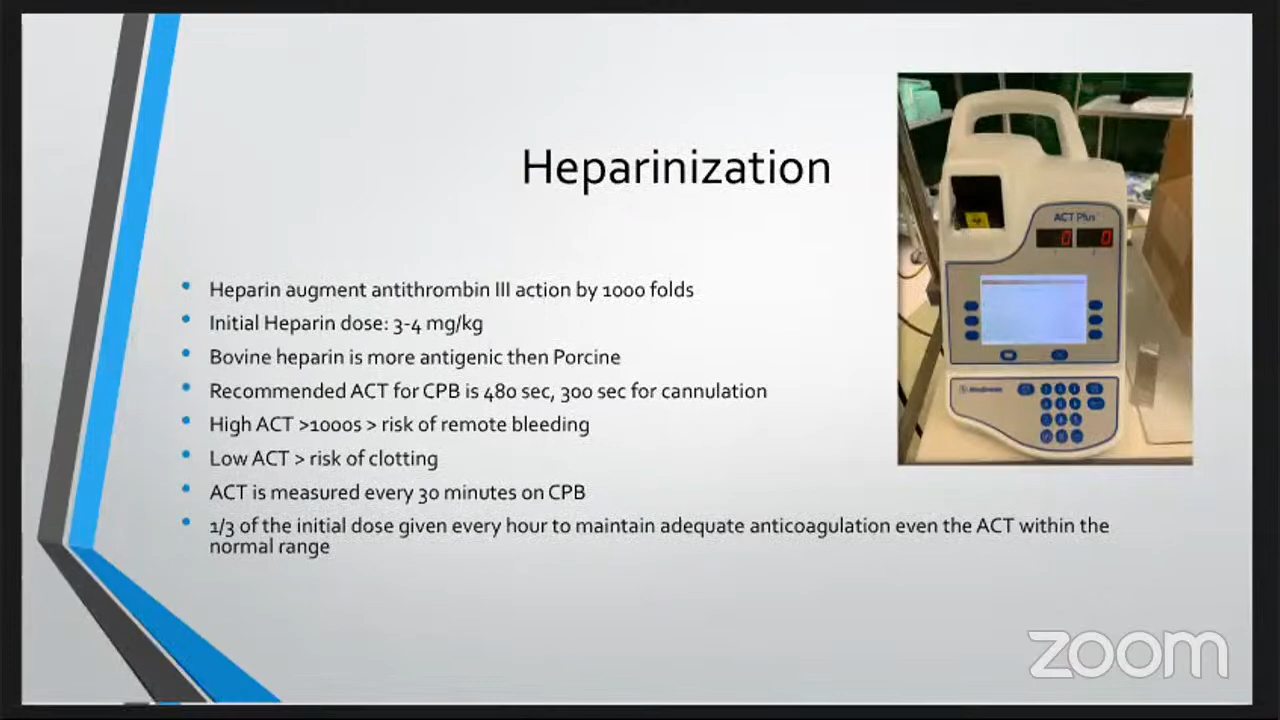 Heparinization
Heparin augment antithrombin III action by 1000 folds
Initial Heparin dose: 3-4 mg/kg
Bovine heparin is more antigenic then Porcine
Recommended ACT for CPB is 480 sec, 300 sec for cannulation
High ACT >1000s > risk of remote bleeding
Low ACT > risk of clotting
ACT is measured every 30 minutes on CPB
1/3 of the initial dose given every hour to maintain adequate anticoagulation even the ACT within the
normal range
ACT Plus
0 0
Medtronic
zoom